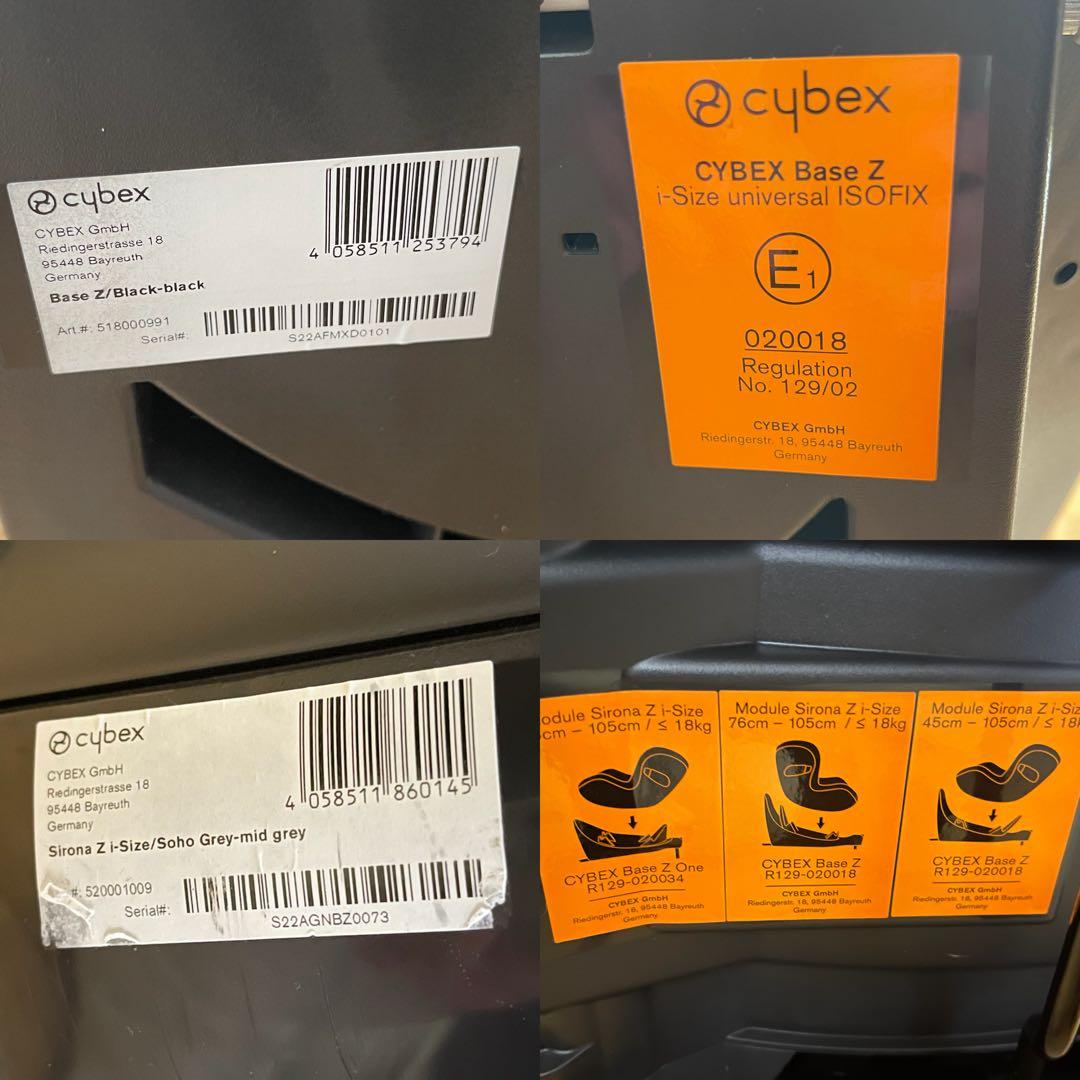 cybex
CYBEX GmbH
Riedingerstrasse 18
95448 Bayreuth
Germany
Base Z/Black-black
4 058511 253794
Art.#: 518000991
Serial#:
S22AFMXD0101
cybex
CYBEX Base Z
i-Size universal ISOFIX
E1
020018
Regulation
No. 129/02
CYBEX GmbH
Riedingerstr. 18, 95448 Bayreuth
Germany
cybex
CYBEX GmbH
Riedingerstrasse 18
95448 Bayreuth
Germany
Sirona Z i-Size/Soho Grey-mid grey
4 058511 860145
#: 520001009
Serial#:
S22AGNBZ0073
odule Sirona Z i-Size
cm – 105cm / ≤ 18kg
CYBEX Base Z One
R129-020034
CYBEX GmbH
Riedingerstr. 18, 95448 Bayreuth
Germany
Module Sirona Z i-Size
76cm – 105cm / ≤ 18kg
CYBEX Base Z
R129-020018
CYBEX GmbH
Riedingerstr. 18, 95448 Bayreuth
Germany
Module Sirona Z i-Siz
45cm – 105cm / ≤ 18
CYBEX Base Z
R129-020018
CYBEX GmbH
Riedingerstr. 18, 95448 Bayreuth
Germany